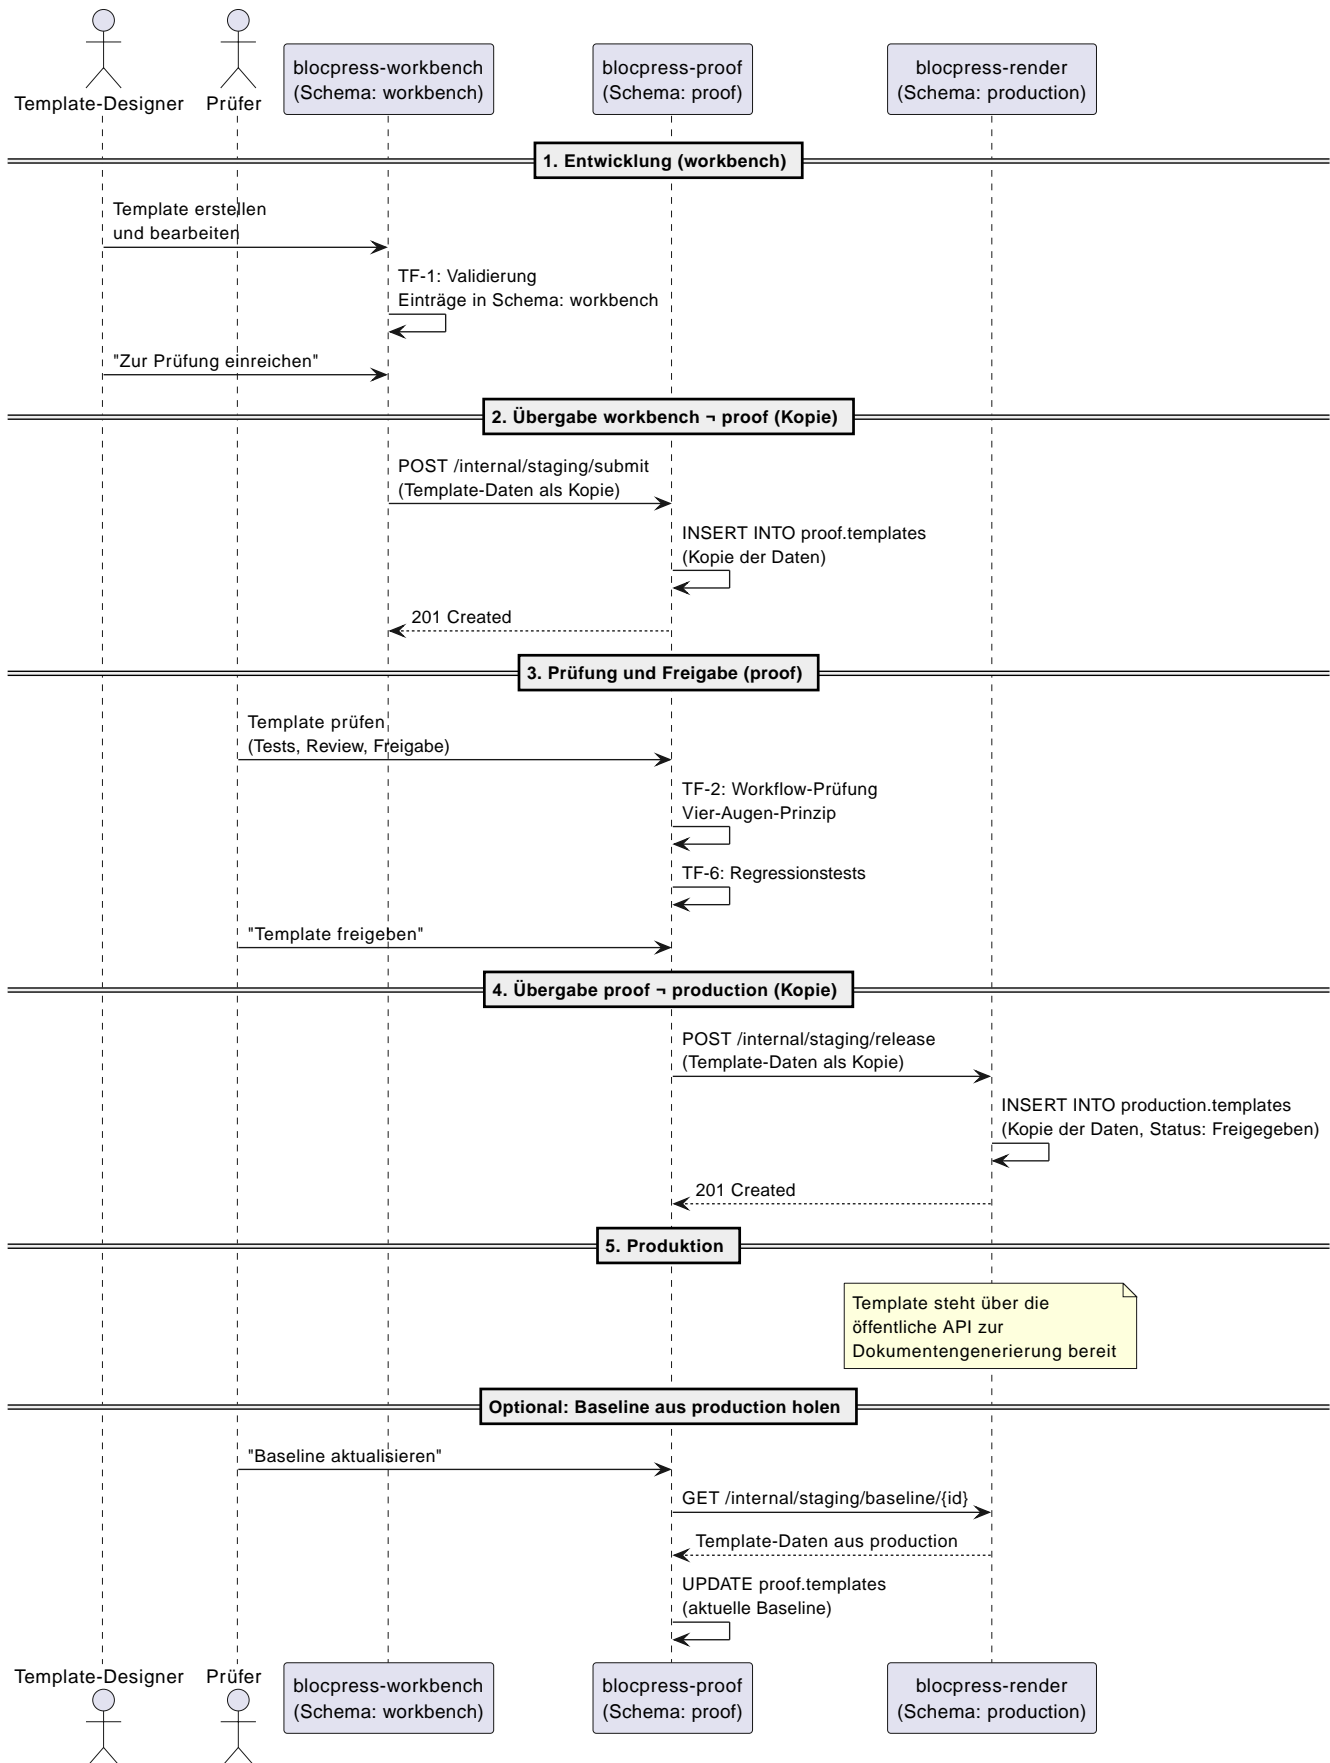 Template-Designer
Prüfer
blocpress-workbench
(Schema: workbench)
blocpress-proof
(Schema: proof)
blocpress-render
(Schema: production)
1. Entwicklung (workbench)
Template erstellen
und bearbeiten
TF-1: Validierung
Einträge in Schema: workbench
"Zur Prüfung einreichen"
2. Übergabe workbench ¬ proof (Kopie)
POST /internal/staging/submit
(Template-Daten als Kopie)
INSERT INTO proof.templates
(Kopie der Daten)
201 Created
3. Prüfung und Freigabe (proof)
Template prüfen
(Tests, Review, Freigabe)
TF-2: Workflow-Prüfung
Vier-Augen-Prinzip
TF-6: Regressionstests
"Template freigeben"
4. Übergabe proof ¬ production (Kopie)
POST /internal/staging/release
(Template-Daten als Kopie)
INSERT INTO production.templates
(Kopie der Daten, Status: Freigegeben)
201 Created
5. Produktion
Template steht über die
öffentliche API zur
Dokumentengenerierung bereit
Optional: Baseline aus production holen
"Baseline aktualisieren"
GET /internal/staging/baseline/{id}
Template-Daten aus production
UPDATE proof.templates
(aktuelle Baseline)
Template-Designer
Prüfer
blocpress-workbench
(Schema: workbench)
blocpress-proof
(Schema: proof)
blocpress-render
(Schema: production)